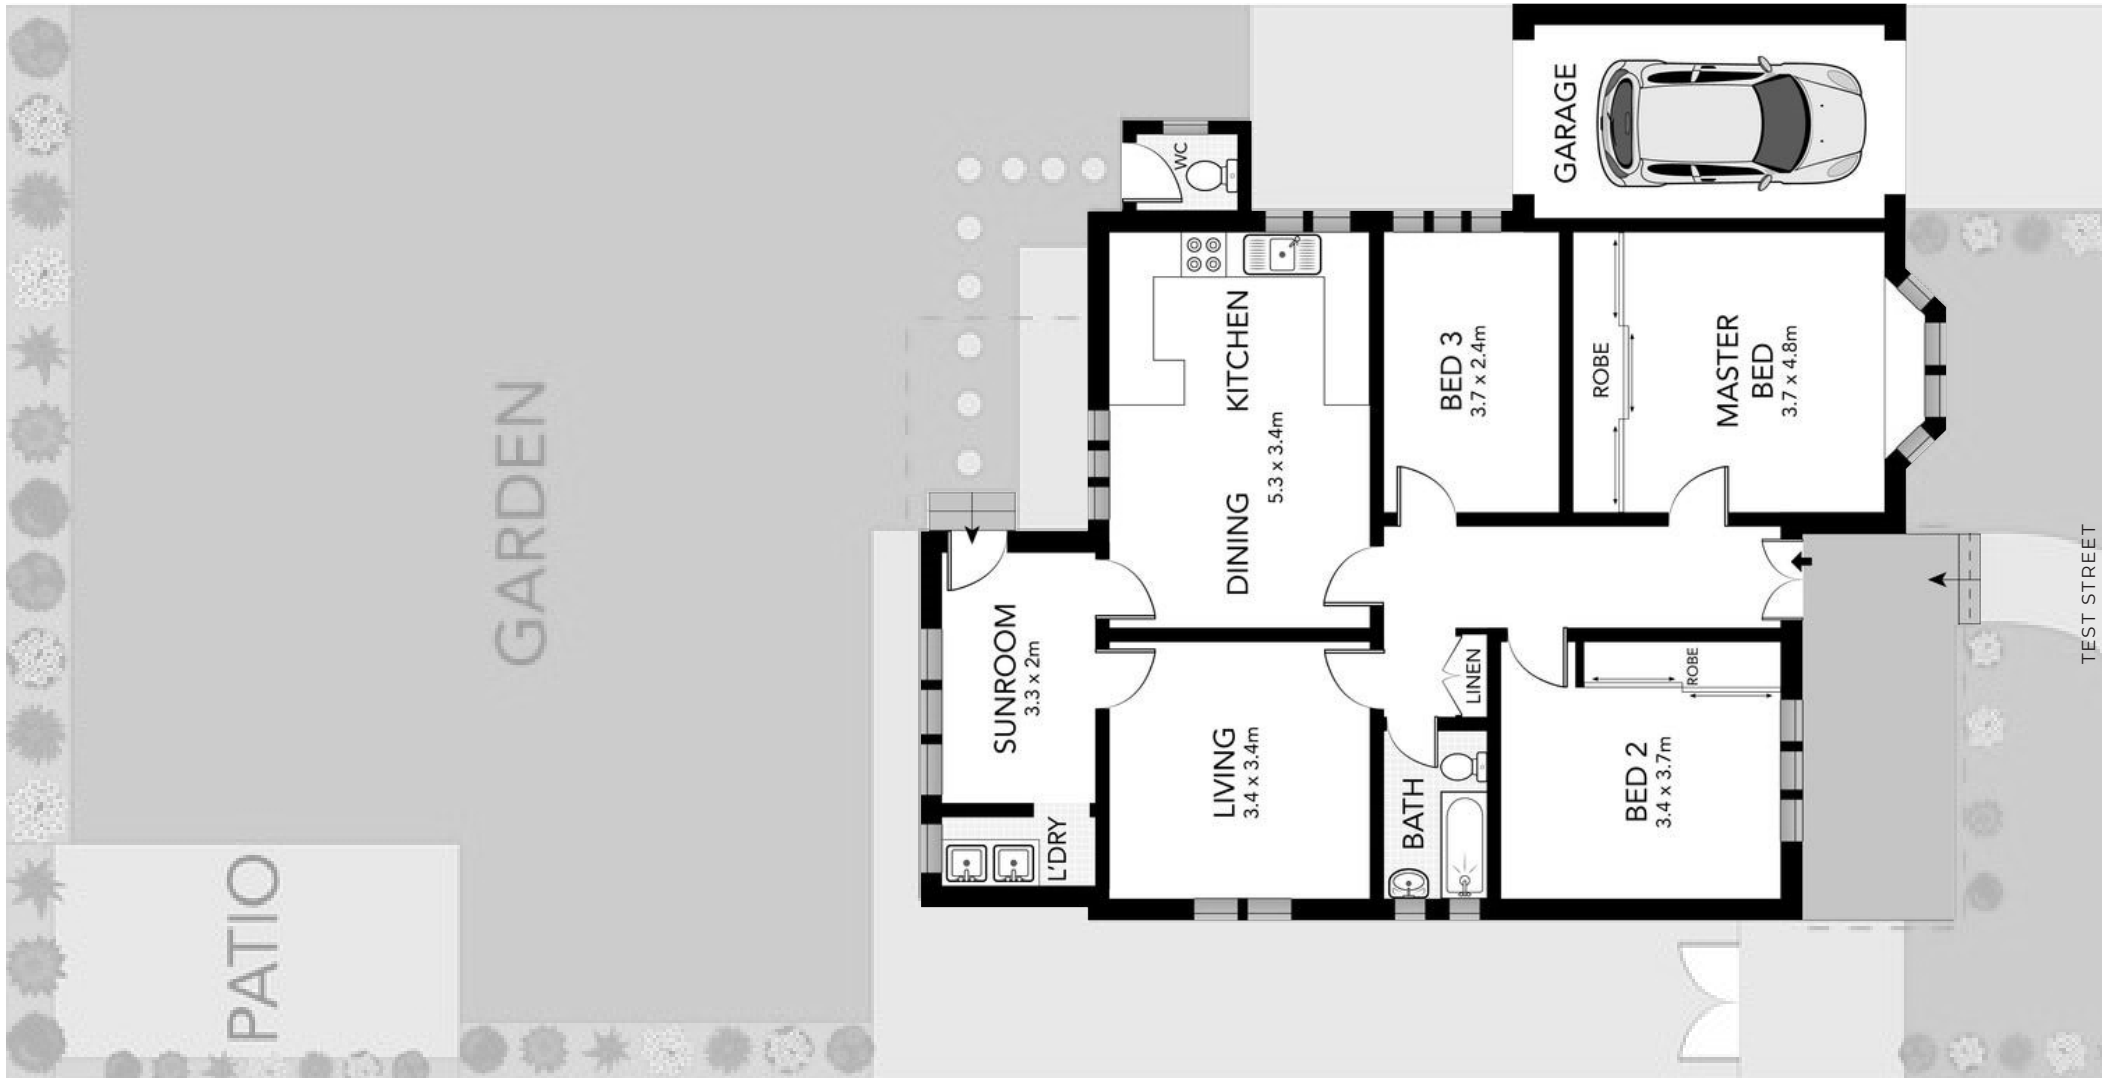 GARDEN
PATIO
WC
GARAGE
KITCHEN
DINING
5.3 x 3.4m
BED 3
3.7 x 2.4m
ROBE
MASTER
BED
3.7 x 4.8m
SUNROOM
3.3 x 2m
L'DRY
LIVING
3.4 x 3.4m
LINEN
BATH
ROBE
BED 2
3.4 x 3.7m
TEST STREET